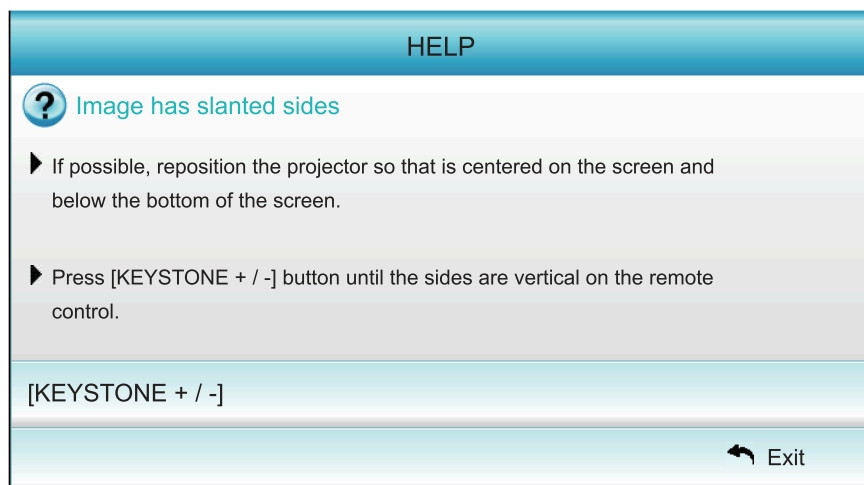 HELP
? Image has slanted sides
If possible, reposition the projector so that is centered on the screen and
below the bottom of the screen.
Press [KEYSTONE + / -] button until the sides are vertical on the remote
control.
[KEYSTONE + / -]
Exit